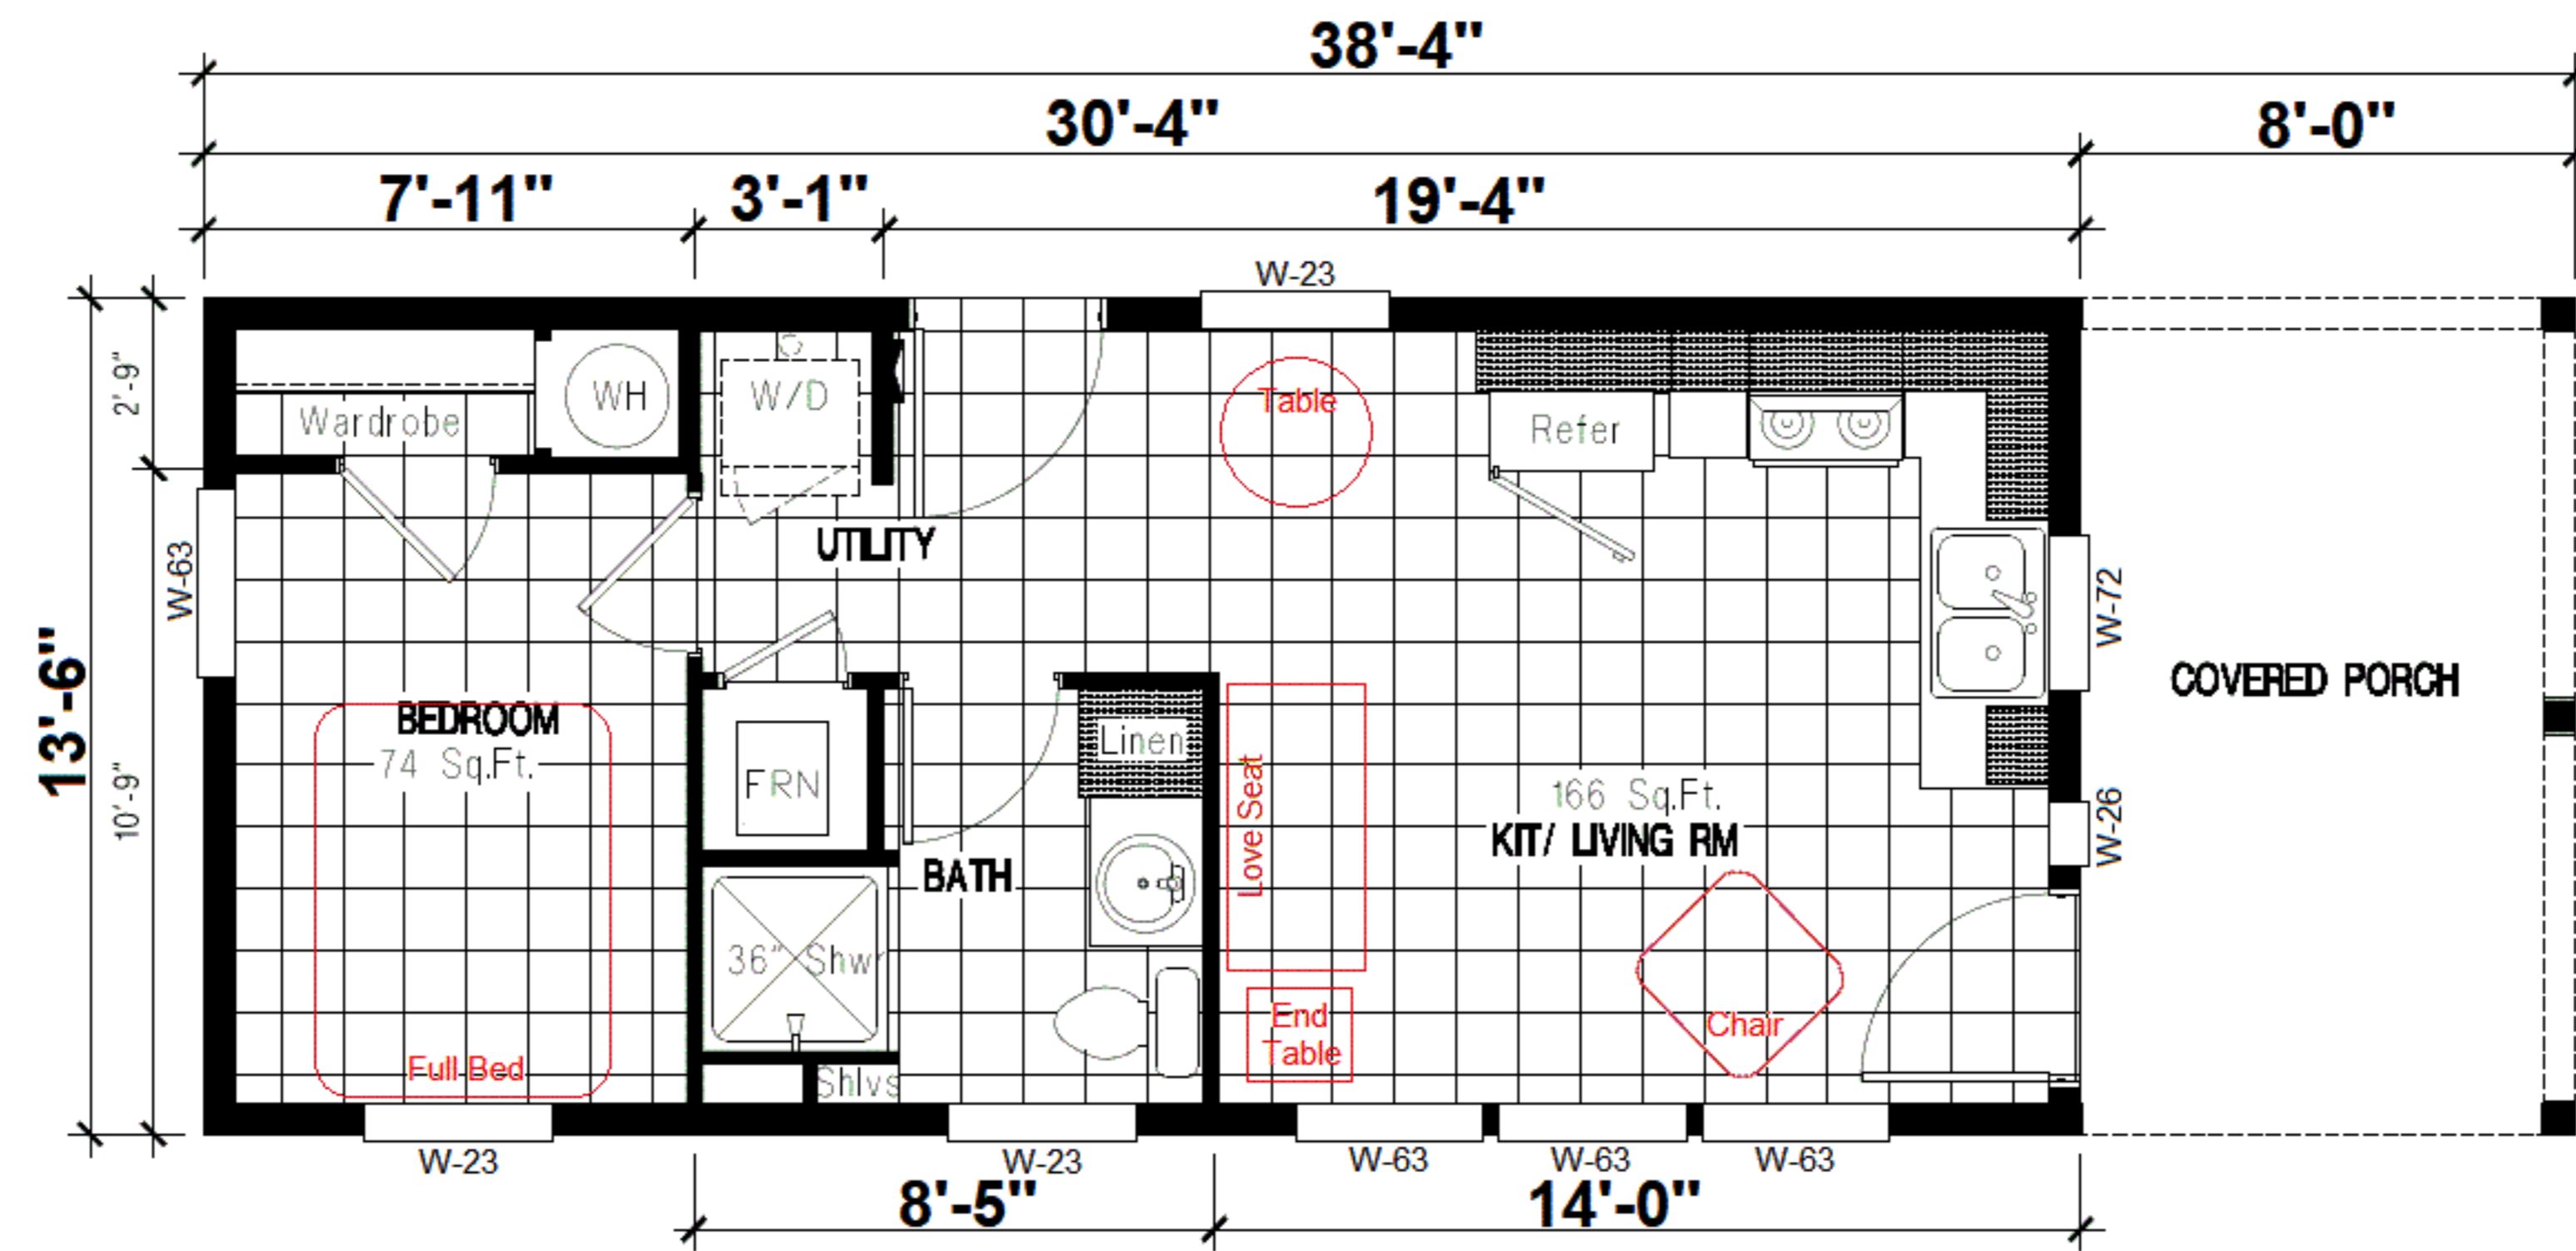 38'-4"
30'-4"
8'-0"
7'-11"
3'-1"
19'-4"
W-23
2'-9"
WH
W/D
Table
Wardrobe
Refer
UTILITY
W-63
W-72
13'-6"
COVERED PORCH
BEDROOM
74 Sq.Ft.
Linen
FRN
Love Seat
10'-9"
166 Sq.Ft.
KIT/ LIVING RM
W-26
BATH
36" Shwr
End
Table
Chair
Full Bed
Shlvs
W-23
W-23
W-63
W-63
W-63
8'-5"
14'-0"